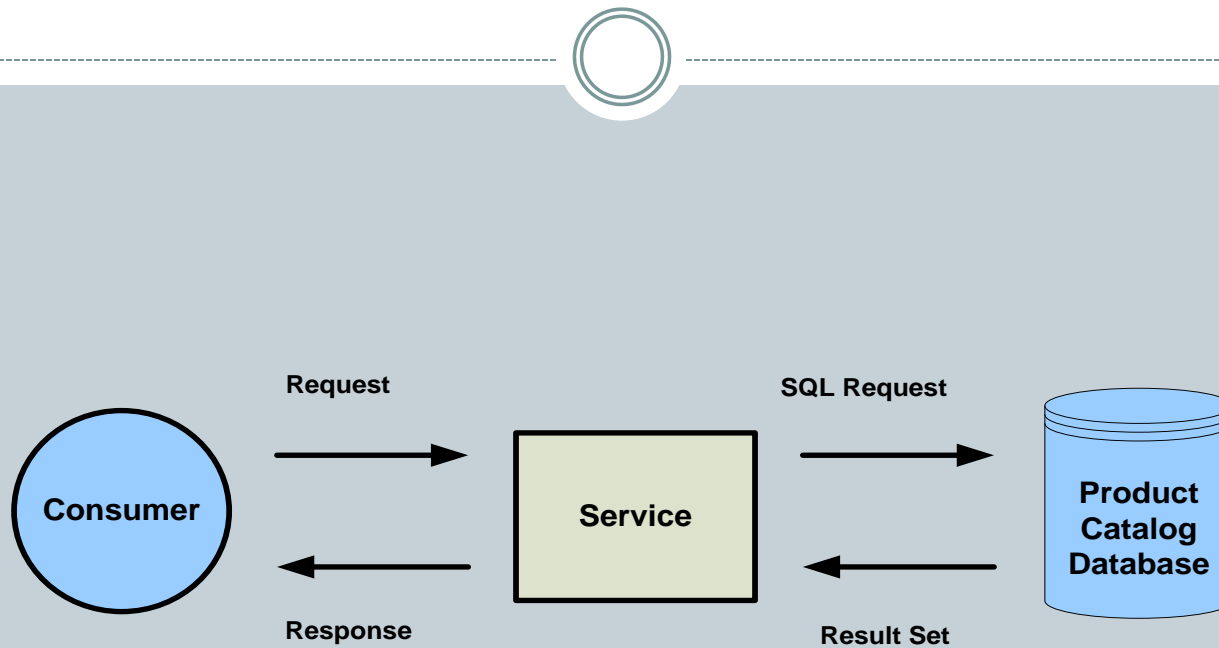 Request
SQL Request
Consumer
Service
Product
Catalog
Database
Response
Result Set